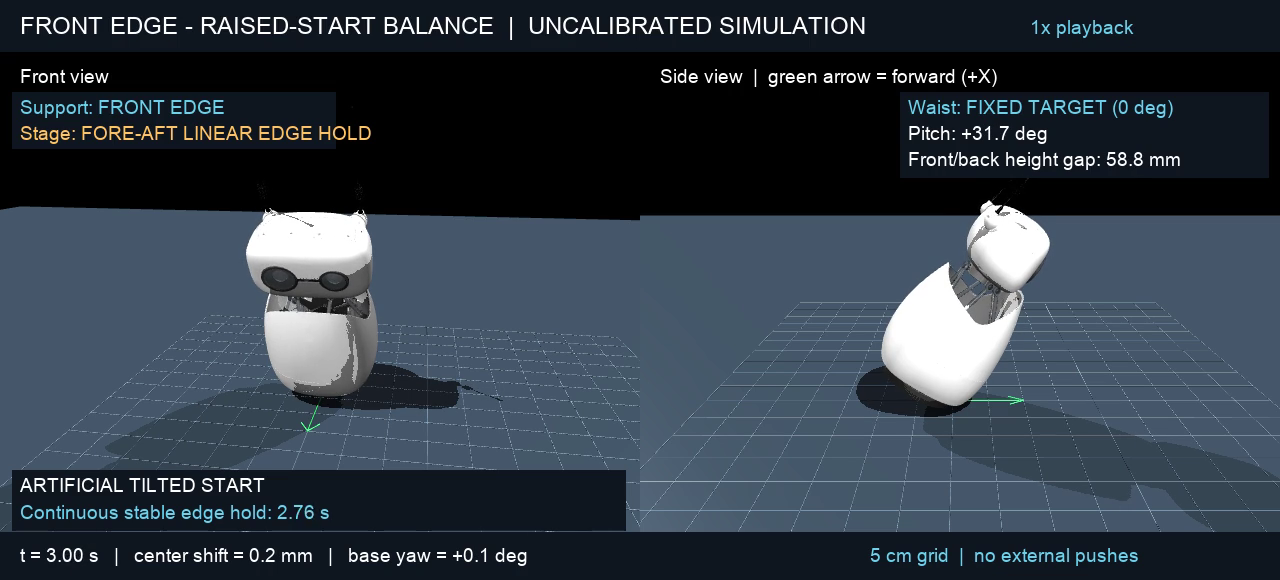 FRONT EDGE - RAISED-START BALANCE | UNCALIBRATED SIMULATION
1x playback
Front view
Support: FRONT EDGE
Stage: FORE-AFT LINEAR EDGE HOLD
Side view | green arrow = forward (+X)
Waist: FIXED TARGET (0 deg)
Pitch: +31.7 deg
Front/back height gap: 58.8 mm
ARTIFICIAL TILTED START
Continuous stable edge hold: 2.76 s
t = 3.00 s | center shift = 0.2 mm | base yaw = +0.1 deg
5 cm grid | no external pushes